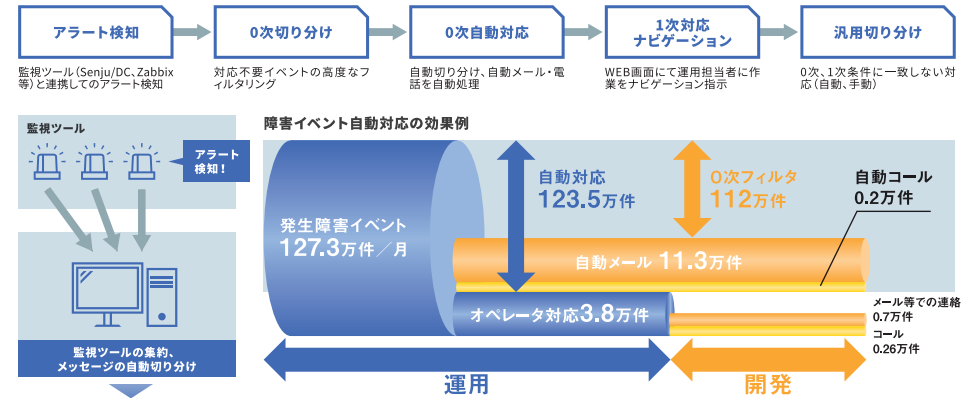 アラート検知
0次切り分け
0次自動対応
1次対応
ナビゲーション
汎用切り分け
監視ツール（Senju/DC、Zabbix
等）と連携してのアラート検知
対応不要イベントの高度なフ
ィルタリング
自動切り分け、自動メール・電
話を自動処理
WEB画面にて運用担当者に作
業をナビゲーション指示
0次、1次条件に一致しない対
応（自動、手動）
監視ツール
アラート
検知！
監視ツールの集約、
メッセージの自動切り分け
障害イベント自動対応の効果例
発生障害イベント
127.3万件／月
自動対応
123.5万件
0次フィルタ
112万件
自動コール
0.2万件
自動メール 11.3万件
オペレータ対応3.8万件
メール等での連絡
0.7万件
コール
0.26万件
運用
開発